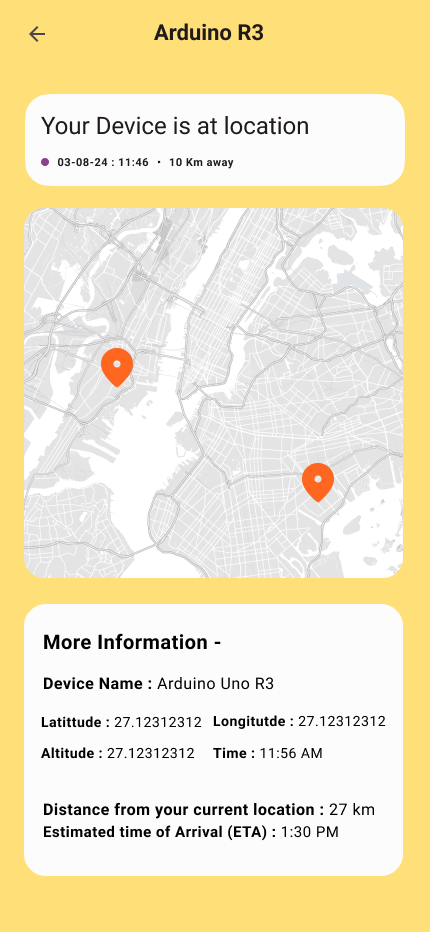 Arduino R3
Your Device is at location
03-08-24 : 11:46 • 10 Km away
More Information -
Device Name : Arduino Uno R3
Latittude : 27.12312312 Longitutde : 27.12312312
Altitude : 27.12312312 Time : 11:56 AM
Distance from your current location : 27 km
Estimated time of Arrival (ETA) : 1:30 PM